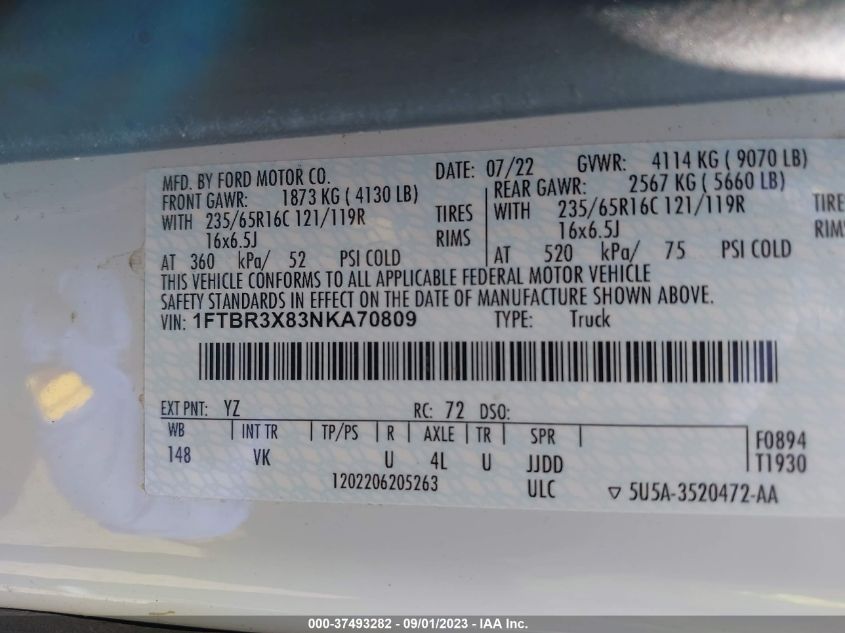 MFD. BY FORD MOTOR CO. DATE: 07/22 GVWR: 4114 KG ( 9070 LB)
FRONT GAWR: 1873 KG ( 4130 LB) REAR GAWR: 2567 KG ( 5660 LB)
WITH 235/65R16C 121/119R TIRES WITH 235/65R16C 121/119R TIRE
16x6.5J RIMS 16x6.5J RIM
AT 360 kPa/ 52 PSI COLD AT 520 kPa/ 75 PSI COLD
THIS VEHICLE CONFORMS TO ALL APPLICABLE FEDERAL MOTOR VEHICLE
SAFETY STANDARDS IN EFFECT ON THE DATE OF MANUFACTURE SHOWN ABOVE.
VIN: 1FTBR3X83NKA70809 TYPE: Truck
EXT PNT: YZ RC: 72 DSO:
WB INT TR TP/PS R AXLE TR SPR F0894
148 VK U 4L U JJDD T1930
1202206205263 ULC ▽ 5U5A-3520472-AA
000-37493282 - 09/01/2023 - IAA Inc.